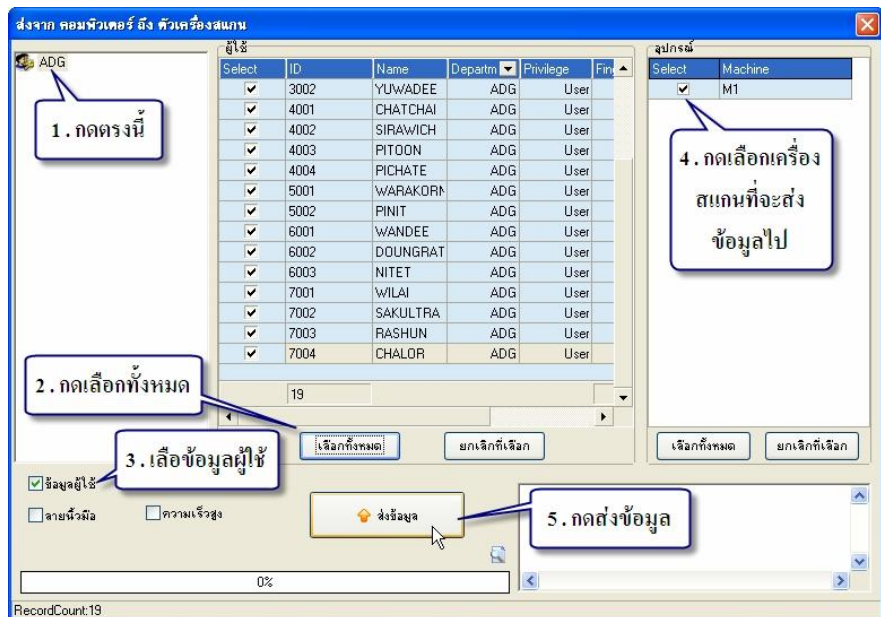 ส่งจาก คอมพิวเตอร์ ถึง ตัวเครื่องสแกน
ADG
1.กดตรงนี้
ผู้ใช้
Select ID Name Departm Privilege
3002 YUWADEE ADG User
4001 CHATCHAI ADG User
4002 SIRAWICH ADG User
4003 PITOON ADG User
4004 PICHATE ADG User
5001 WARAKORN ADG User
5002 PINIT ADG User
6001 WANDEE ADG User
6002 DOUNGRAT ADG User
6003 NITET ADG User
7001 WILAI ADG User
7002 SAKULTRA ADG User
7003 RASHUN ADG User
7004 CHALOR ADG User
19
อุปกรณ์
Select Machine
M1
4.กดเลือกเครื่อง
สแกนที่จะส่ง
ข้อมูลไป
2.กดเลือกทั้งหมด
เลือกทั้งหมด ยกเลิกที่เลือก
เลือกทั้งหมด ยกเลิกที่เลือก
3.เลือข้อมูลผู้ใช้
ข้อมูลผู้ใช้
ลายนิ้วมือ ความเร็วสูง
ส่งข้อมูล
5.กดส่งข้อมูล
0%
RecordCount:19